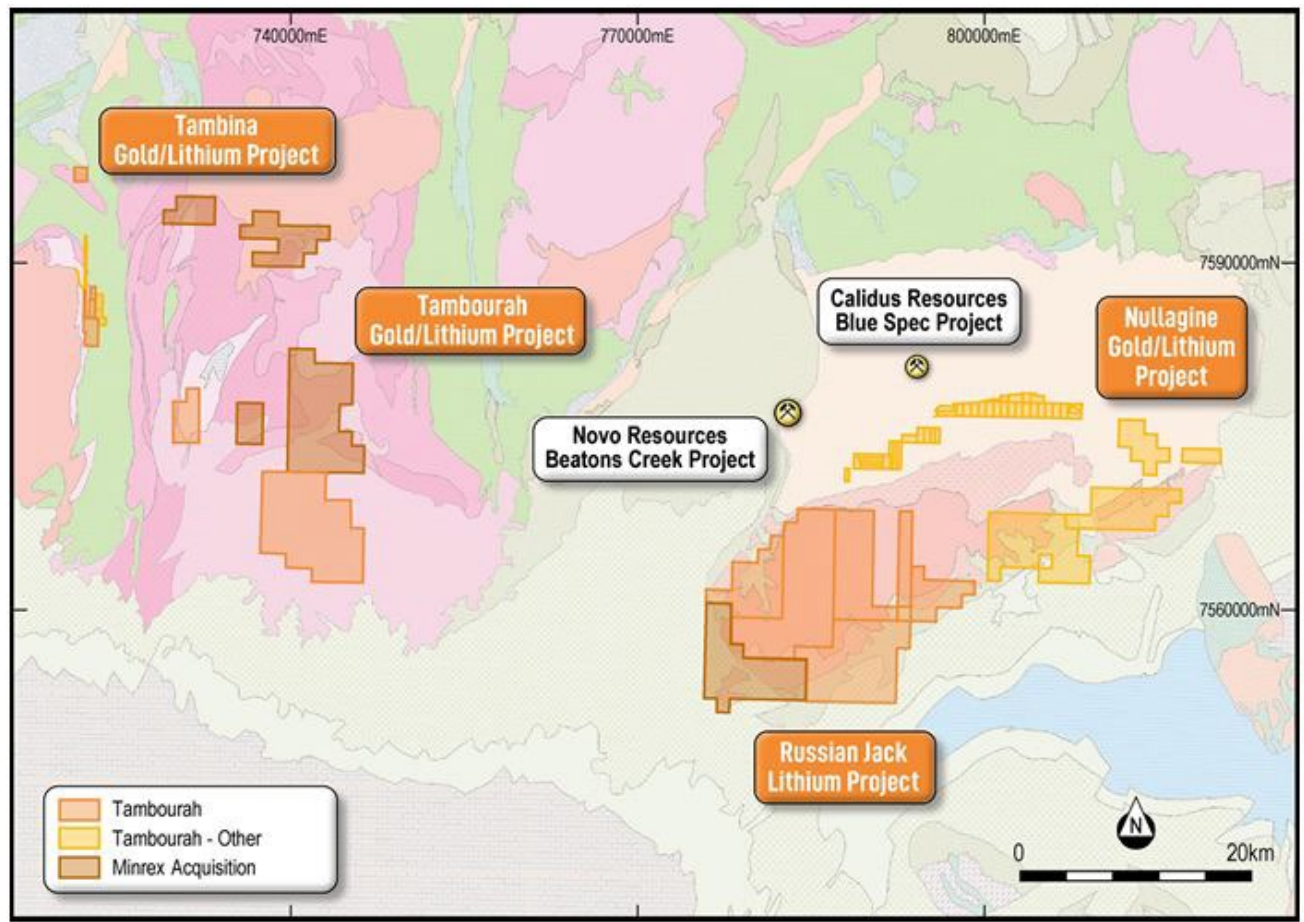 740000mE
770000mE
800000mE
Tambina
Gold/Lithium Project
7590000mN
Tambourah
Gold/Lithium Project
Calidus Resources
Blue Spec Project
Nullagine
Gold/Lithium
Project
Novo Resources
Beatons Creek Project
7560000mN
Russian Jack
Lithium Project
Tambourah
Tambourah - Other
Minrex Acquisition
N
0
20km